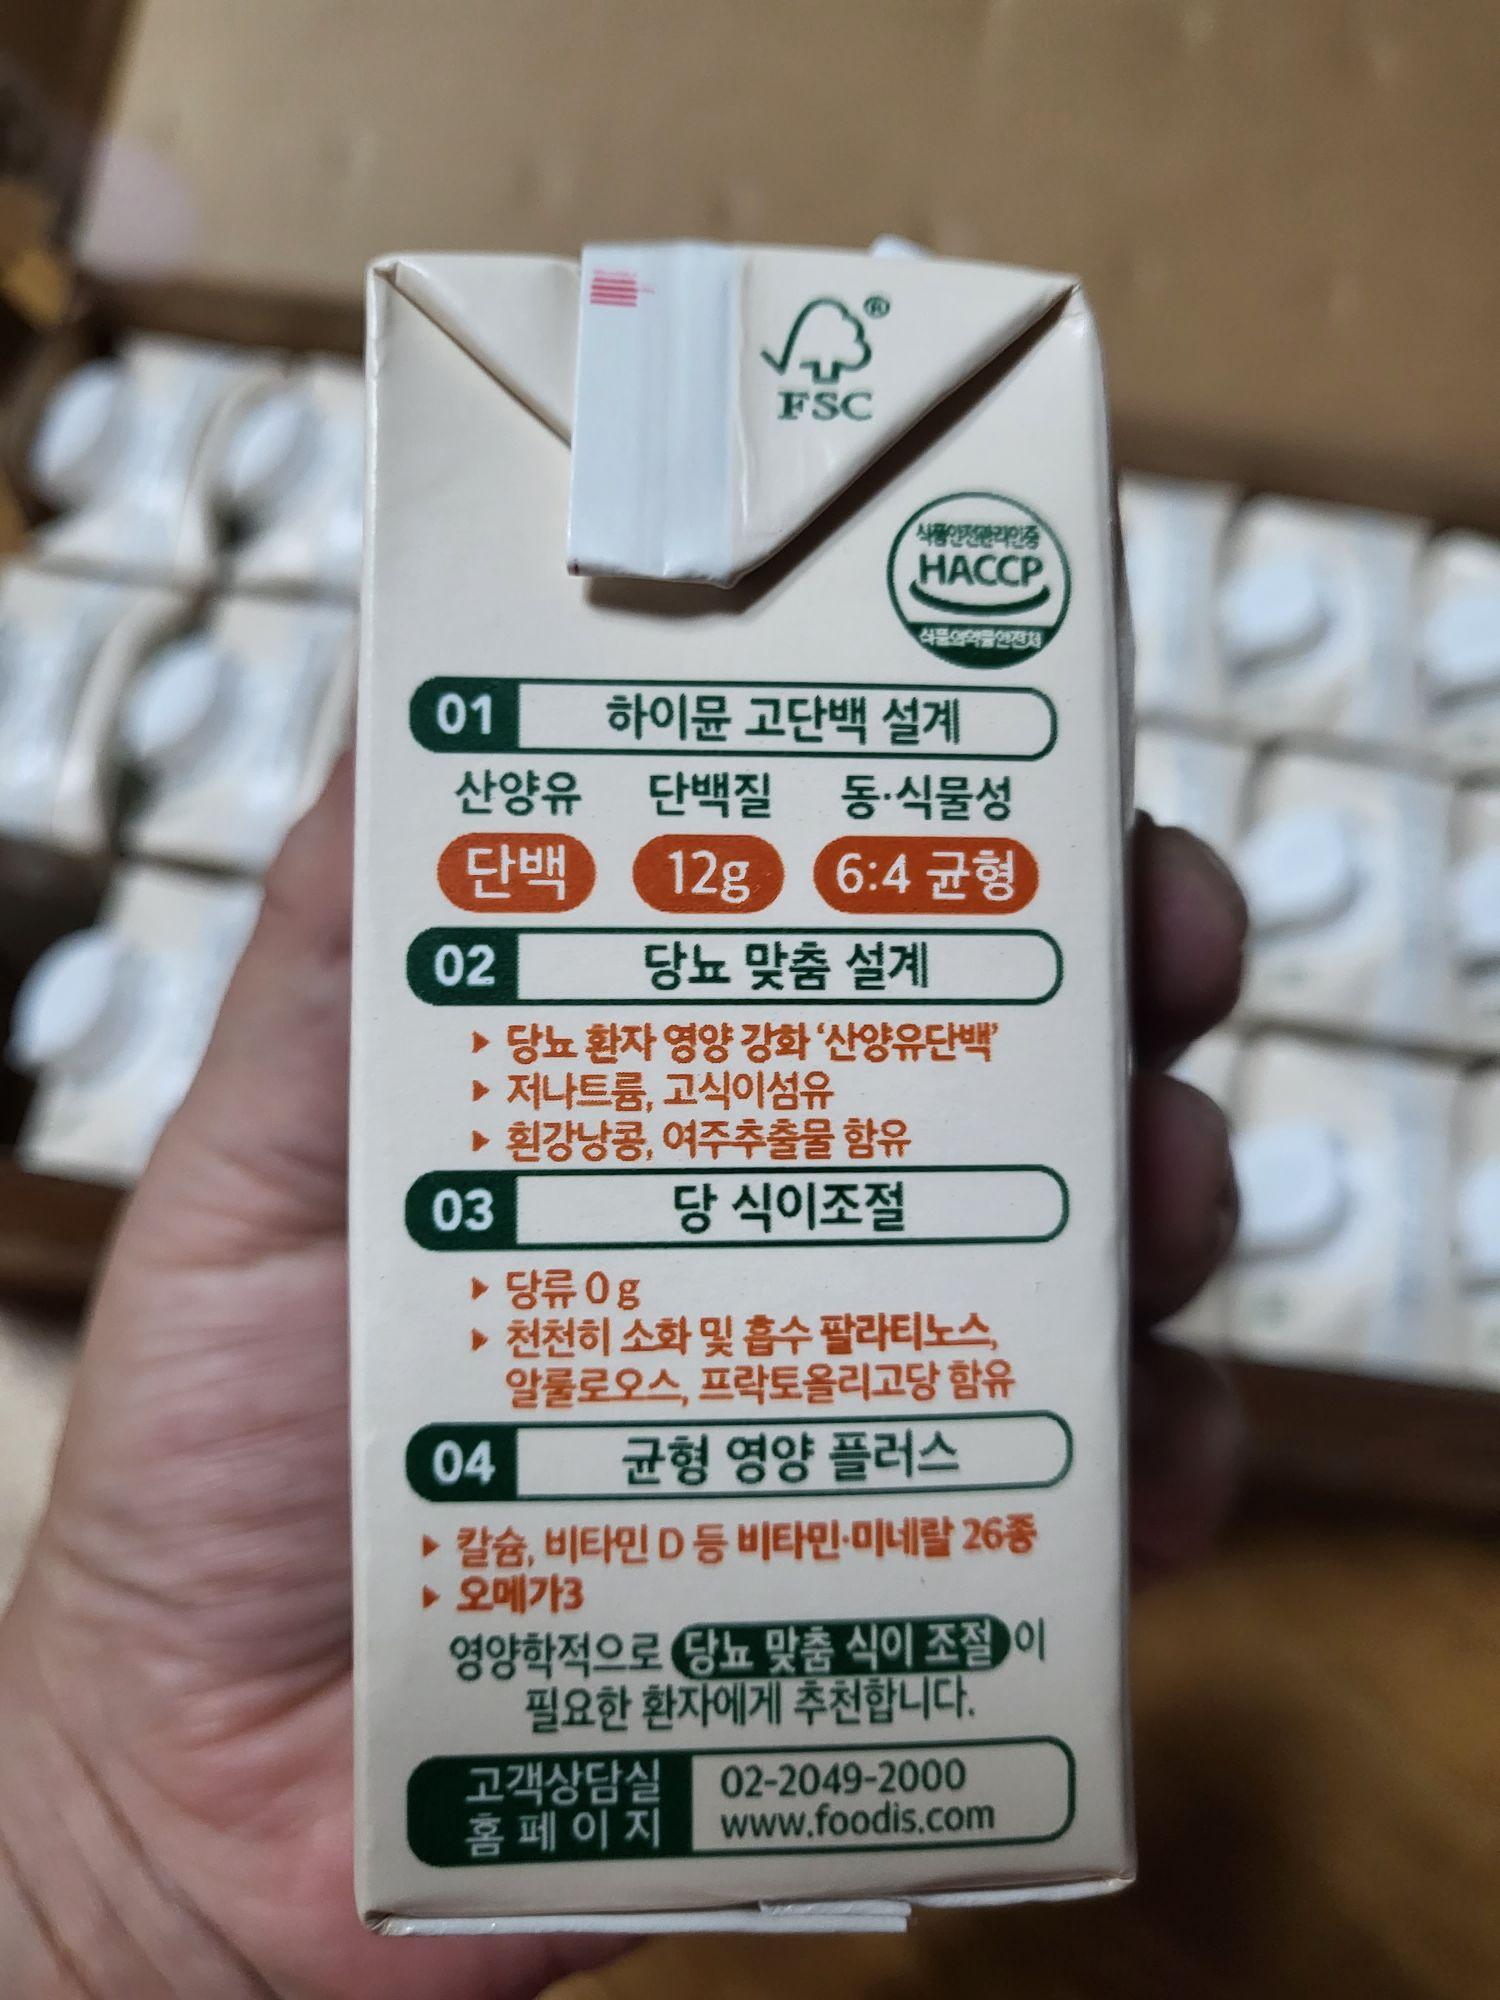 ®
FSC
식품안전관리인증
HACCP
식품의약품안전처
01 하이뮨 고단백 설계
산양유 단백질 동·식물성
단백 12g 6:4 균형
02 당뇨 맞춤 설계
▶ 당뇨 환자 영양 강화 ‘산양유단백’
▶ 저나트륨, 고식이섬유
▶ 흰강낭콩, 여주추출물 함유
03 당 식이조절
▶ 당류 0 g
▶ 천천히 소화 및 흡수 팔라티노스,
알룰로오스, 프락토올리고당 함유
04 균형 영양 플러스
▶ 칼슘, 비타민 D 등 비타민·미네랄 26종
▶ 오메가3
영양학적으로 당뇨 맞춤 식이 조절이
필요한 환자에게 추천합니다.
고객상담실 02-2049-2000
홈페이지 www.foodis.com